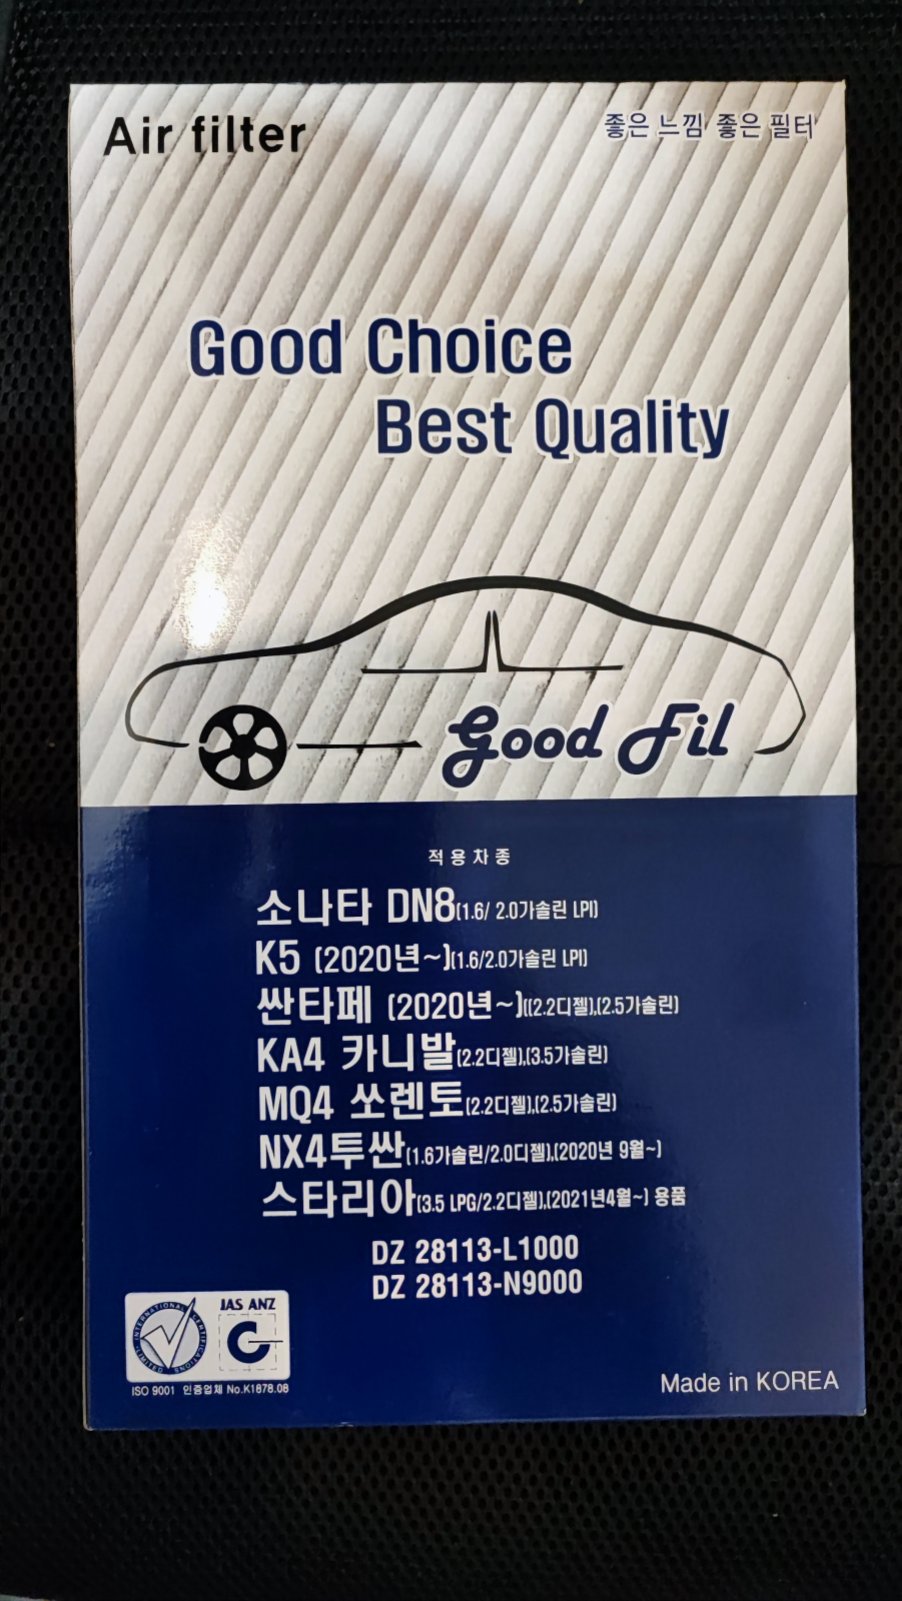 Air filter
좋은 느낌 좋은 필터
Good Choice
Best Quality
Good Fil
적용차종
소나타 DN8(1.6/ 2.0가솔린 LPI)
K5 (2020년~)(1.6/2.0가솔린 LPI)
싼타페 (2020년~)((2.2디젤),(2.5가솔린)
KA4 카니발(2.2디젤),(3.5가솔린)
MQ4 쏘렌토(2.2디젤),(2.5가솔린)
NX4투싼(1.6가솔린/2.0디젤),(2020년 9월~)
스타리아(3.5 LPG/2.2디젤),(2021년4월~) 용품
DZ 28113-L1000
DZ 28113-N9000
INTERNATIONAL CERTIFICATIONS LIMITED
JAS ANZ
ISO 9001 인증업체 No.K1878.08
Made in KOREA